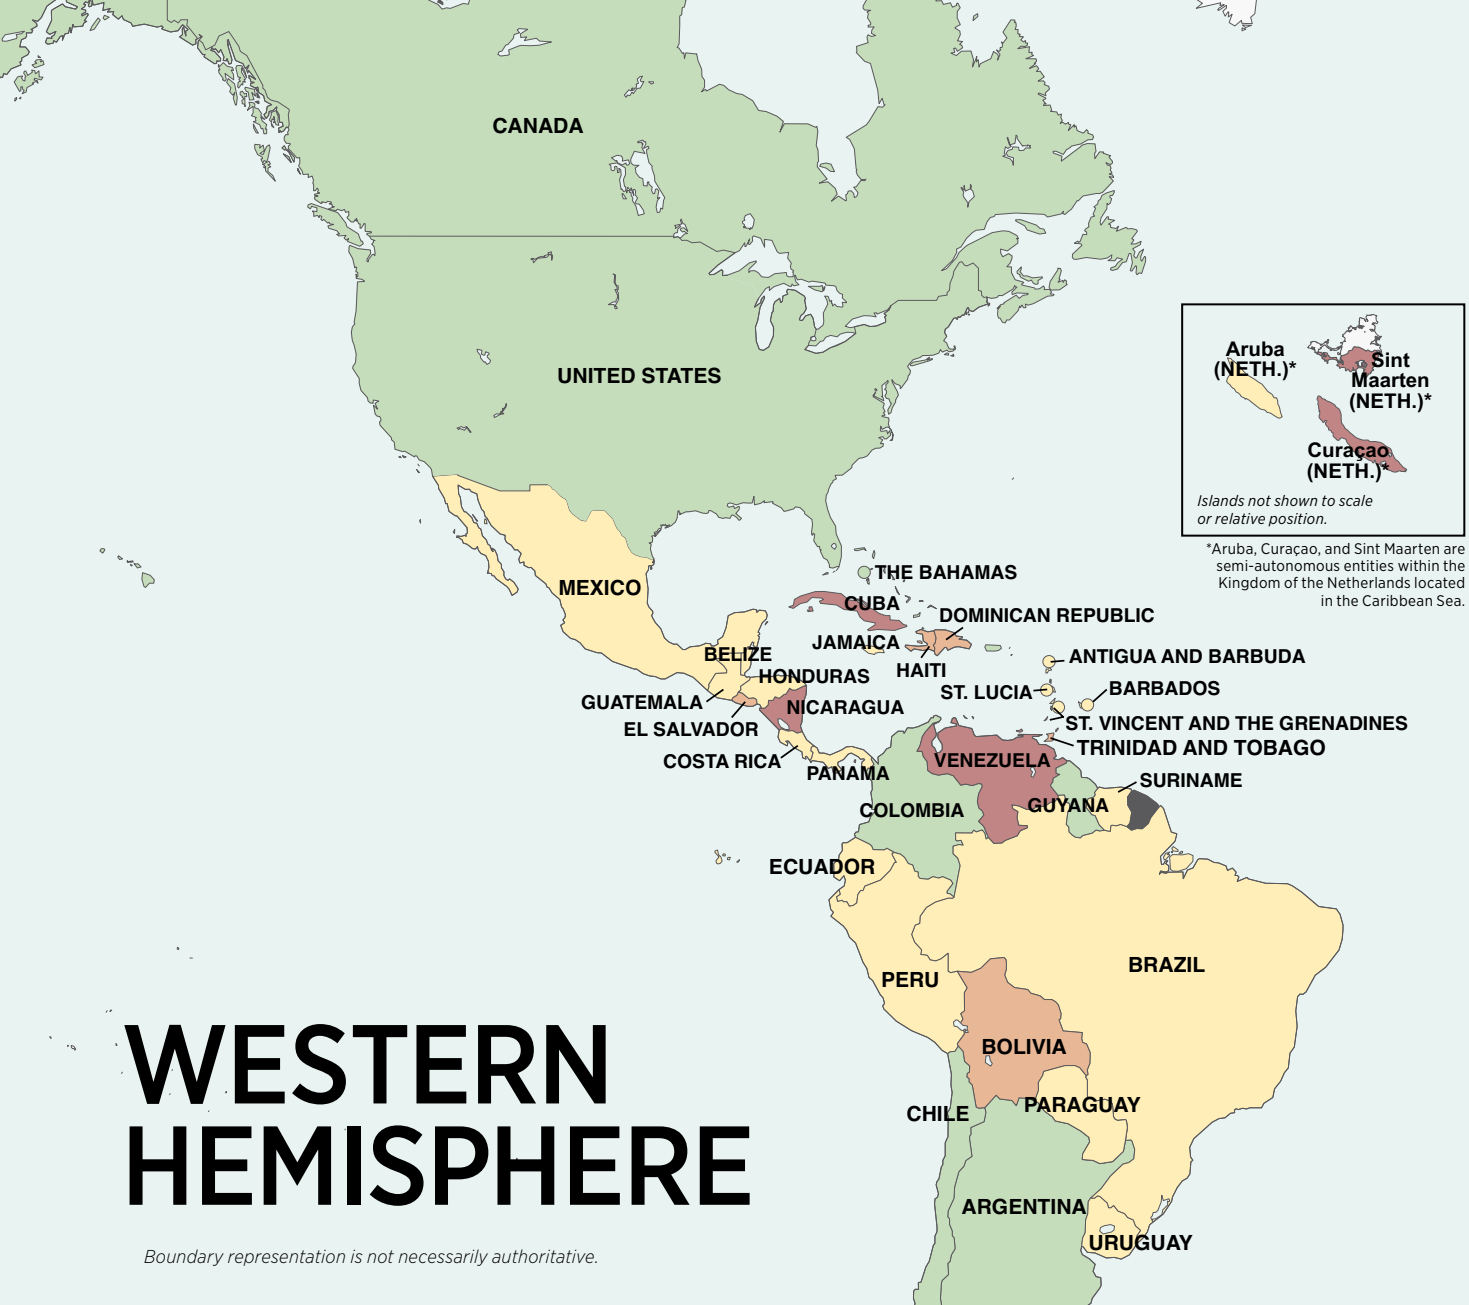 CANADA
UNITED STATES
Aruba
(NETH.)*
Sint
Maarten
(NETH.)*
Curaçao
(NETH.)*
Islands not shown to scale
or relative position.
*Aruba, Curaçao, and Sint Maarten are
semi-autonomous entities within the
Kingdom of the Netherlands located
in the Caribbean Sea.
THE BAHAMAS
MEXICO
CUBA
DOMINICAN REPUBLIC
JAMAICA
BELIZE
HAITI
ANTIGUA AND BARBUDA
HONDURAS
ST. LUCIA
BARBADOS
GUATEMALA
NICARAGUA
EL SALVADOR
ST. VINCENT AND THE GRENADINES
TRINIDAD AND TOBAGO
COSTA RICA
PANAMA
VENEZUELA
SURINAME
GUYANA
COLOMBIA
ECUADOR
BRAZIL
PERU
BOLIVIA
PARAGUAY
CHILE
ARGENTINA
URUGUAY
WESTERN
HEMISPHERE
Boundary representation is not necessarily authoritative.